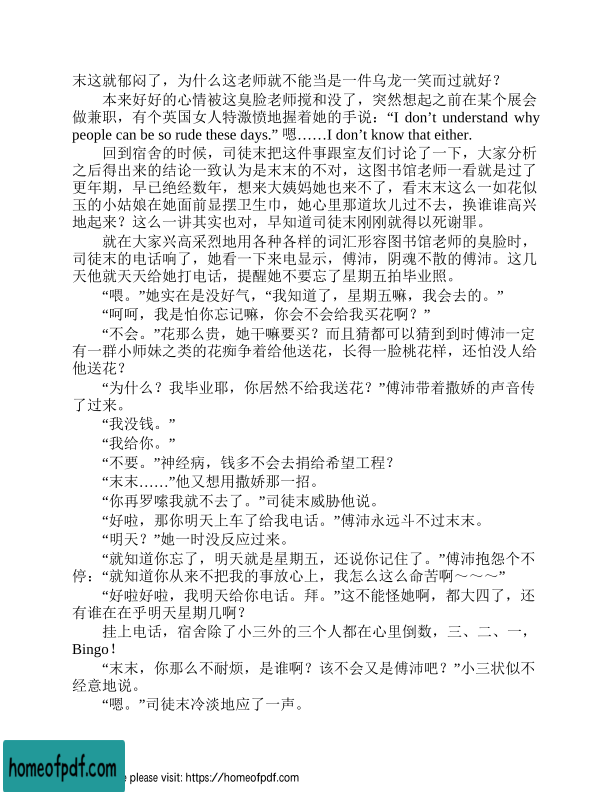 末这就郁闷了，为什么这老师就不能当是一件乌龙一笑而过就好？
本来好好的心情被这臭脸老师搅和没了，突然想起之前在某个展会
做兼职，有个英国女人特激愤地握着她的手说：“I don’t understand why
people can be so rude these days.” 嗯……I don’t know that either.
回到宿舍的时候，司徒末把这件事跟室友们讨论了一下，大家分析
之后得出来的结论一致认为是末末的不对，这图书馆老师一看就是过了
更年期，早已绝经数年，想来大姨妈她也来不了，看末末这么一如花似
玉的小姑娘在她面前显摆卫生巾，她心里那道坎儿过不去，换谁谁高兴
地起来？这么一讲其实也对，早知道司徒末刚刚就得以死谢罪。
就在大家兴高采烈地用各种各样的词汇形容图书馆老师的臭脸时，
司徒末的电话响了，她看一下来电显示，傅沛，阴魂不散的傅沛。这几
天他就天天给她打电话，提醒她不要忘了星期五拍毕业照。
“喂。”她实在是没好气，“我知道了，星期五嘛，我会去的。”
“呵呵，我是怕你忘记嘛，你会不会给我买花啊？”
“不会。”花那么贵，她干嘛要买？而且猜都可以猜到到时傅沛一定
有一群小师妹之类的花痴争着给他送花，长得一脸桃花样，还怕没人给
他送花？
“为什么？我毕业耶，你居然不给我送花？”傅沛带着撒娇的声音传
了过来。
“我没钱。”
“我给你。”
“不要。”神经病，钱多不会去捐给希望工程？
“末末……”他又想用撒娇那一招。
“你再罗嗦我就不去了。”司徒末威胁他说。
“好啦，那你明天上车了给我电话。”傅沛永远斗不过末末。
“明天？”她一时没反应过来。
“就知道你忘了，明天就是星期五，还说你记住了。”傅沛抱怨个不
停：“就知道你从来不把我的事放心上，我怎么这么命苦啊～～～”
“好啦好啦，我明天给你电话。拜。”这不能怪她啊，都大四了，还
有谁在在乎明天星期几啊？
挂上电话，宿舍除了小三外的三个人都在心里倒数，三、二、一，
Bingo！
“末末，你那么不耐烦，是谁啊？该不会又是傅沛吧？”小三状似不
经意地说。
“嗯。”司徒末冷淡地应了一声。
homeofpdf.com
e please visit: https://homeofpdf.com